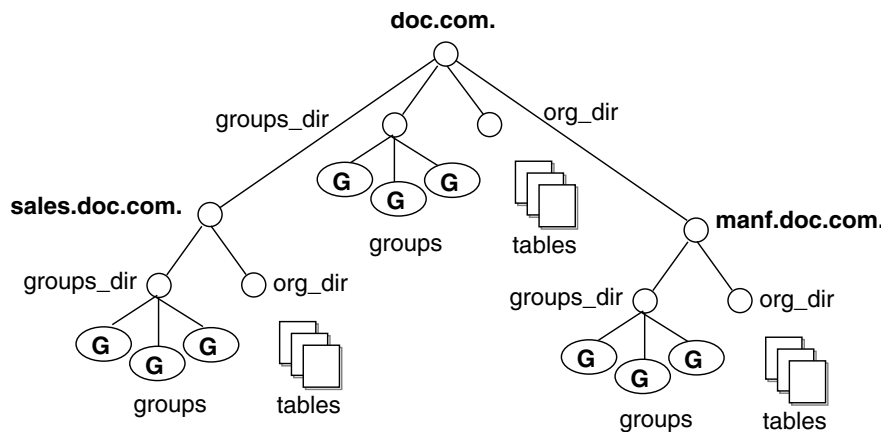 doc.com.
groups_dir
org_dir
G
G
G
groups
tables
sales.doc.com.
groups_dir
org_dir
G
G
G
groups
tables
manf.doc.com.
groups_dir
org_dir
G
G
G
groups
tables